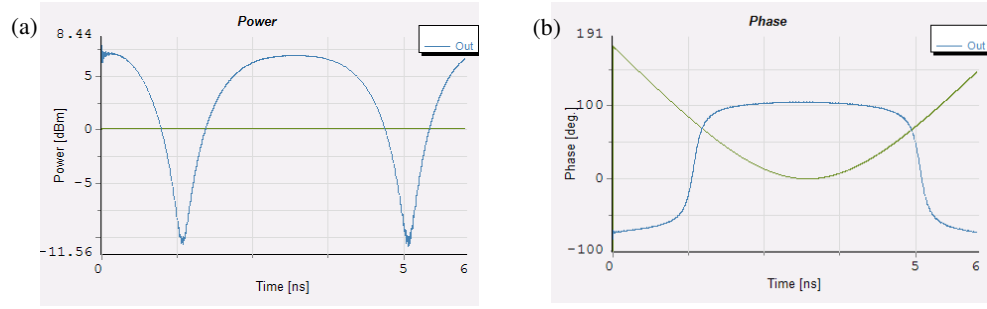 (a)
Power
8.44
Out
5
0
-5
-11.56
Power [dBm]
0
5
6
Time [ns]
(b)
Phase
191
Out
100
0
-100
Phase [deg.]
0
5
6
Time [ns]